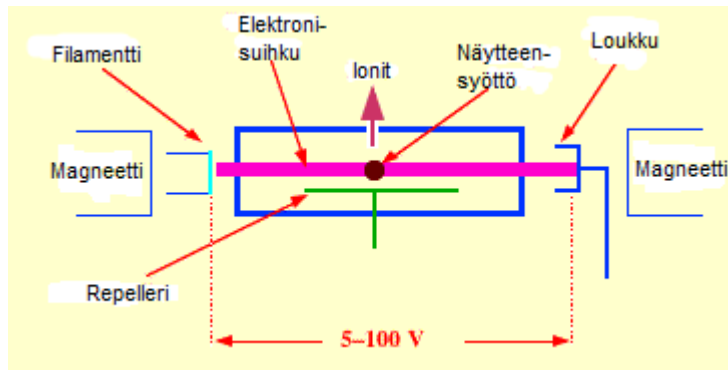 Elektroni-
suihku
Filamentti
Ionit
Näytteen-
syöttö
Loukku
Magneetti
Magneetti
Repelleri
5–100 V